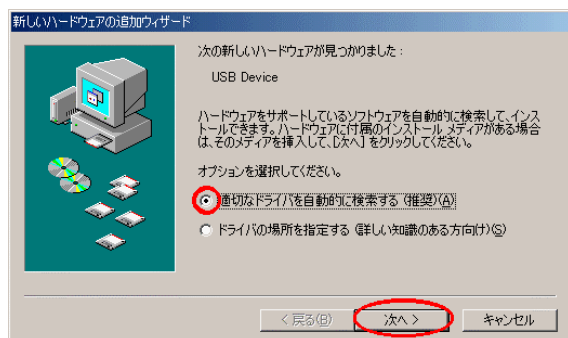 新しいハードウェアの追加ウィザード
次の新しいハードウェアが見つかりました :
USB Device
ハードウェアをサポートしているソフトウェアを自動的に検索して、インス
トールできます。ハードウェアに付属のインストール メディアがある場合
は、そのメディアを挿入して、[次へ] をクリックしてください。
オプションを選択してください。
適切なドライバを自動的に検索する (推奨)(A)
ドライバの場所を指定する (詳しい知識のある方向け)(S)
< 戻る(B)
次へ >
キャンセル